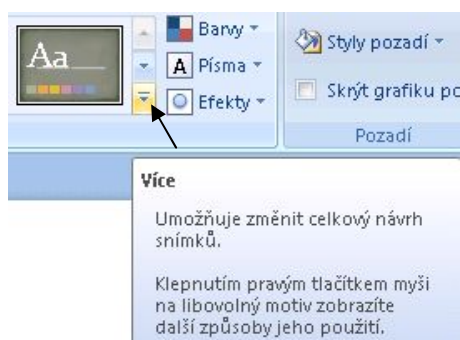 Aa
Barvy
Písma
Efekty
Styly pozadí
Skrýt grafiku
Pozadí
Více
Umožňuje změnit celkový návrh
snímků.
Klepnutím pravým tlačítkem myši
na libovolný motiv zobrazíte
další způsoby jeho použití.